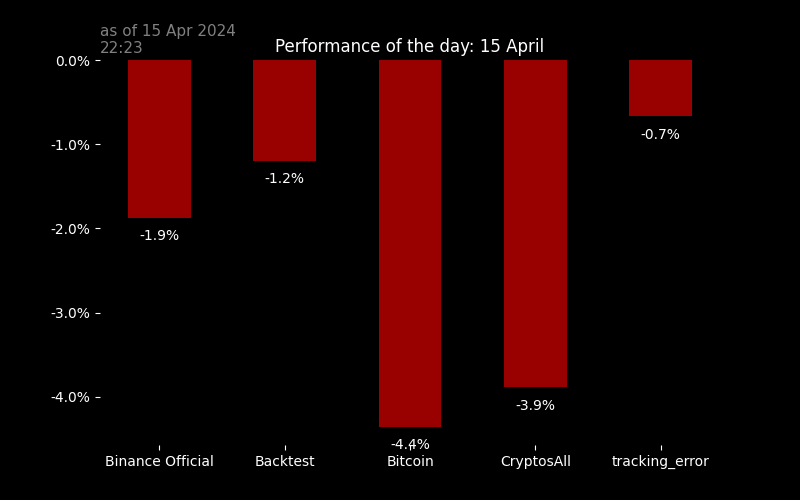 as of 15 Apr 2024
22:23
Performance of the day: 15 April
0.0%
-1.0%
-2.0%
-3.0%
-4.0%
-1.9%
-1.2%
-4.4%
-3.9%
-0.7%
Binance Official
Backtest
Bitcoin
CryptosAll
tracking_error